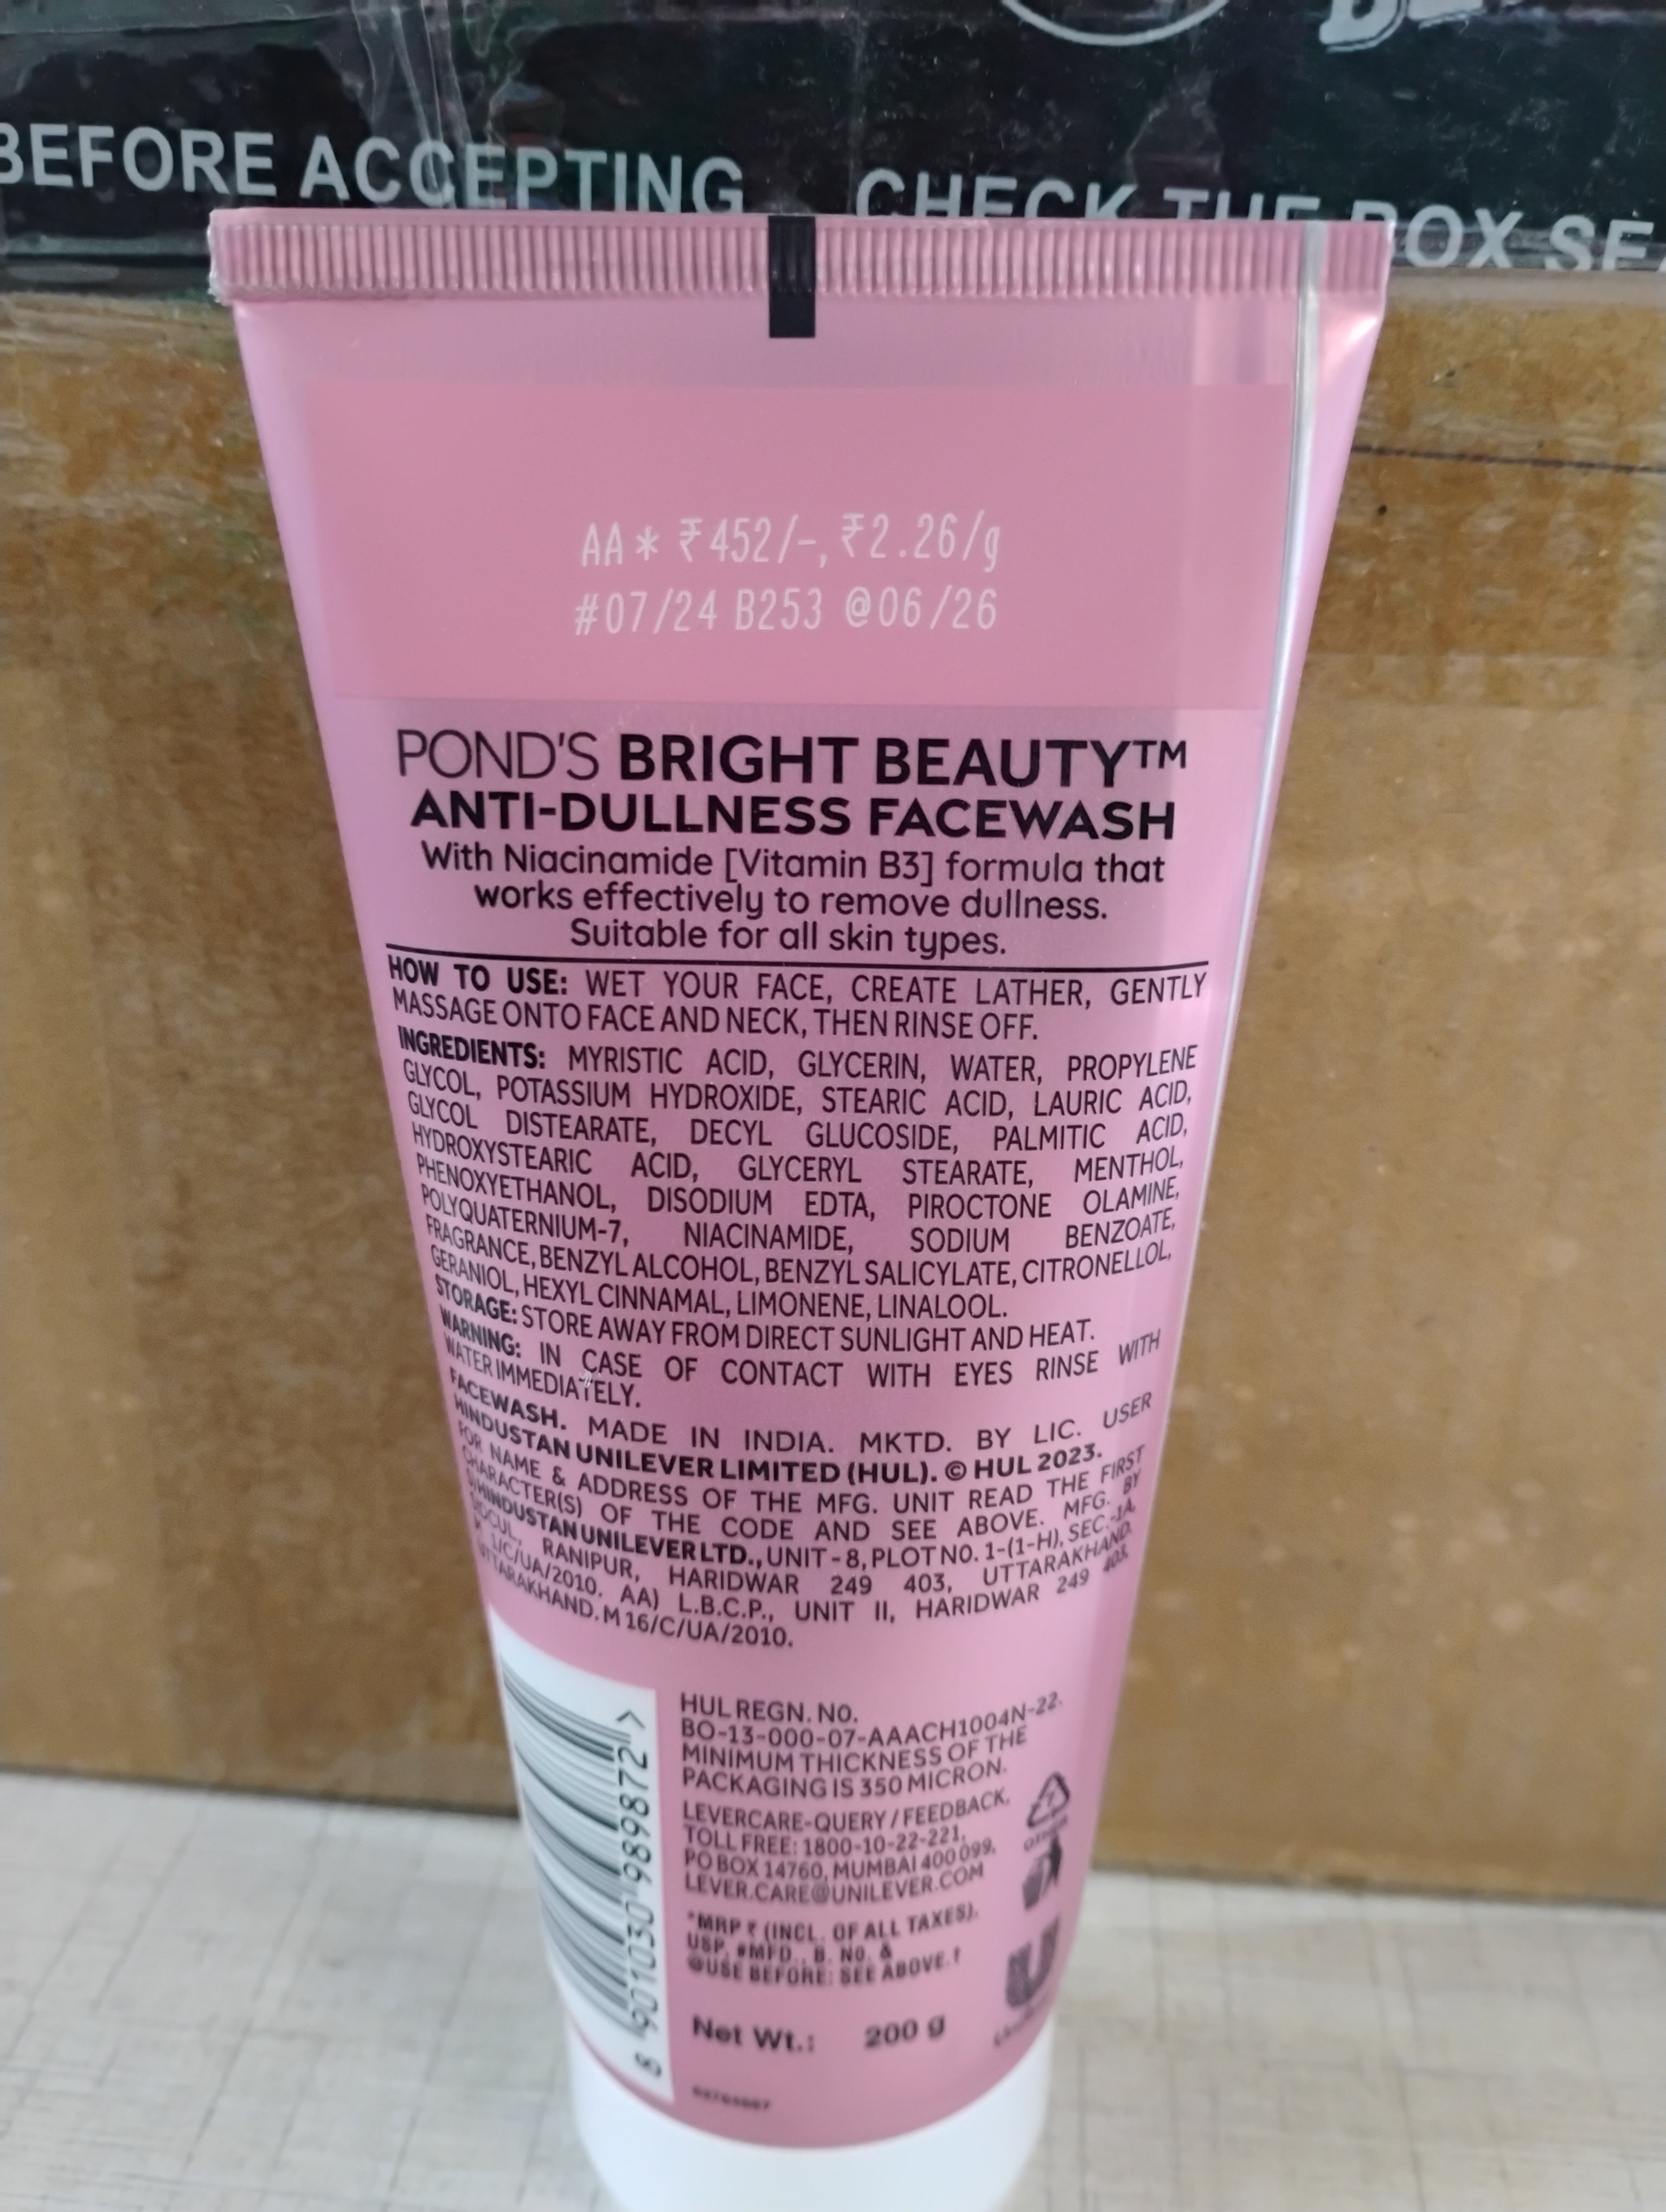 BEFORE ACCEPTING
CHECK THE BOX
AA * ₹452/-, ₹2.26/g
#07/24 B253 @06/26
POND'S BRIGHT BEAUTY™
ANTI-DULLNESS FACEWASH
With Niacinamide [Vitamin B3] formula that
works effectively to remove dullness.
Suitable for all skin types.
HOW TO USE: WET YOUR FACE, CREATE LATHER, GENTLY
MASSAGE ONTO FACE AND NECK, THEN RINSE OFF.
INGREDIENTS: MYRISTIC ACID, GLYCERIN, WATER, PROPYLENE
GLYCOL, POTASSIUM HYDROXIDE, STEARIC ACID, LAURIC ACID,
GLYCOL DISTEARATE, DECYL GLUCOSIDE, PALMITIC ACID,
HYDROXYSTEARIC ACID, GLYCERYL STEARATE, MENTHOL,
PHENOXYETHANOL, DISODIUM EDTA, PIROCTONE OLAMINE,
POLYQUATERNIUM-7, NIACINAMIDE, SODIUM BENZOATE,
FRAGRANCE, BENZYL ALCOHOL, BENZYL SALICYLATE, CITRONELLOL,
GERANIOL, HEXYL CINNAMAL, LIMONENE, LINALOOL.
STORAGE: STORE AWAY FROM DIRECT SUNLIGHT AND HEAT.
WARNING: IN CASE OF CONTACT WITH EYES RINSE WITH
WATER IMMEDIATELY.
FACEWASH. MADE IN INDIA. MKTD. BY LIC. USER
HINDUSTAN UNILEVER LIMITED (HUL). © HUL 2023.
FOR NAME & ADDRESS OF THE MFG. UNIT READ THE FIRST
CHARACTER(S) OF THE CODE AND SEE ABOVE. MFG. BY
HINDUSTAN UNILEVER LTD., UNIT - 8, PLOT NO. 1-(1-H), SEC.-1A,
RANIPUR, HARIDWAR 249 403, UTTARAKHAND.
1/C/UA/2010. AA) L.B.C.P., UNIT II, HARIDWAR 249 403,
UTTARAKHAND. M 16/C/UA/2010.
HUL REGN. NO.
BO-13-000-07-AAACH1004N-22.
MINIMUM THICKNESS OF THE
PACKAGING IS 350 MICRON.
LEVERCARE-QUERY / FEEDBACK,
TOLL FREE: 1800-10-22-221,
PO BOX 14760, MUMBAI 400 099,
LEVER.CARE@UNILEVER.COM
*MRP ₹ (INCL. OF ALL TAXES),
USP, #MFD., B. NO. &
@USE BEFORE: SEE ABOVE.↑
Net Wt.: 200 g
8 901030 989872 >
7
OTHER